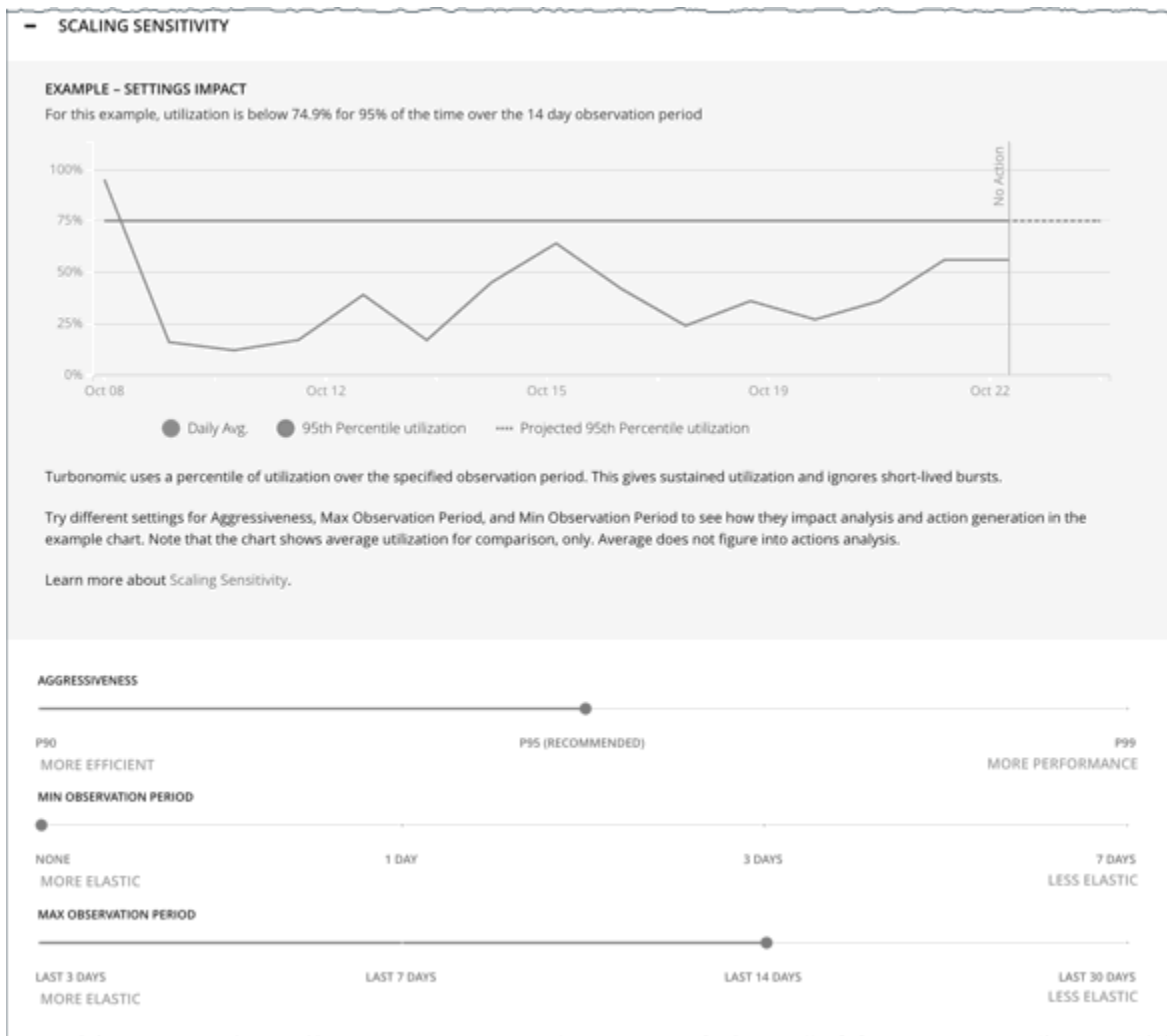 – SCALING SENSITIVITY
EXAMPLE – SETTINGS IMPACT
For this example, utilization is below 74.9% for 95% of the time over the 14 day observation period
100%
75%
50%
25%
0%
No Action
Oct 08 Oct 12 Oct 15 Oct 19 Oct 22
Daily Avg. 95th Percentile utilization Projected 95th Percentile utilization
Turbonomic uses a percentile of utilization over the specified observation period. This gives sustained utilization and ignores short-lived bursts.
Try different settings for Aggressiveness, Max Observation Period, and Min Observation Period to see how they impact analysis and action generation in the
example chart. Note that the chart shows average utilization for comparison, only. Average does not figure into actions analysis.
Learn more about Scaling Sensitivity.
AGGRESSIVENESS
P90 P95 (RECOMMENDED) P99
MORE EFFICIENT MORE PERFORMANCE
MIN OBSERVATION PERIOD
NONE 1 DAY 3 DAYS 7 DAYS
MORE ELASTIC LESS ELASTIC
MAX OBSERVATION PERIOD
LAST 3 DAYS LAST 7 DAYS LAST 14 DAYS LAST 30 DAYS
MORE ELASTIC LESS ELASTIC